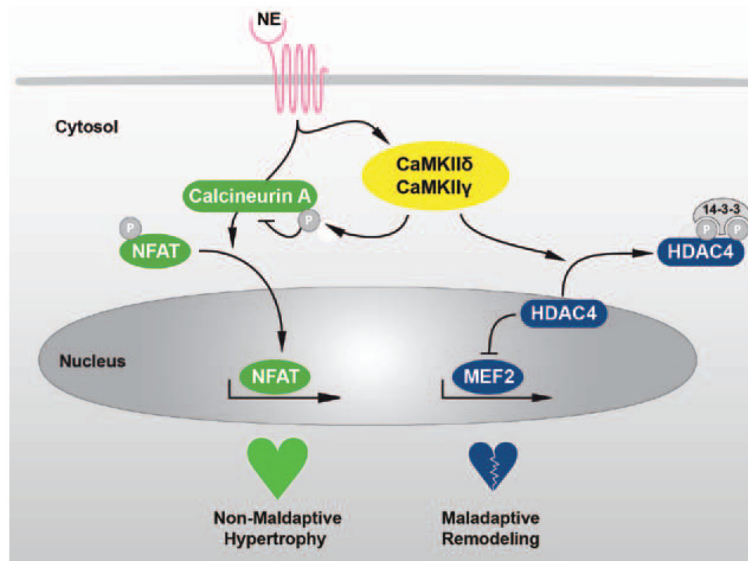 NE
Cytosol
CaMKIIδ
CaMKIIγ
Calcineurin A
P
P
NFAT
14-3-3
P P
HDAC4
HDAC4
Nucleus
NFAT
MEF2
Non-Maldaptive
Hypertrophy
Maladaptive
Remodeling